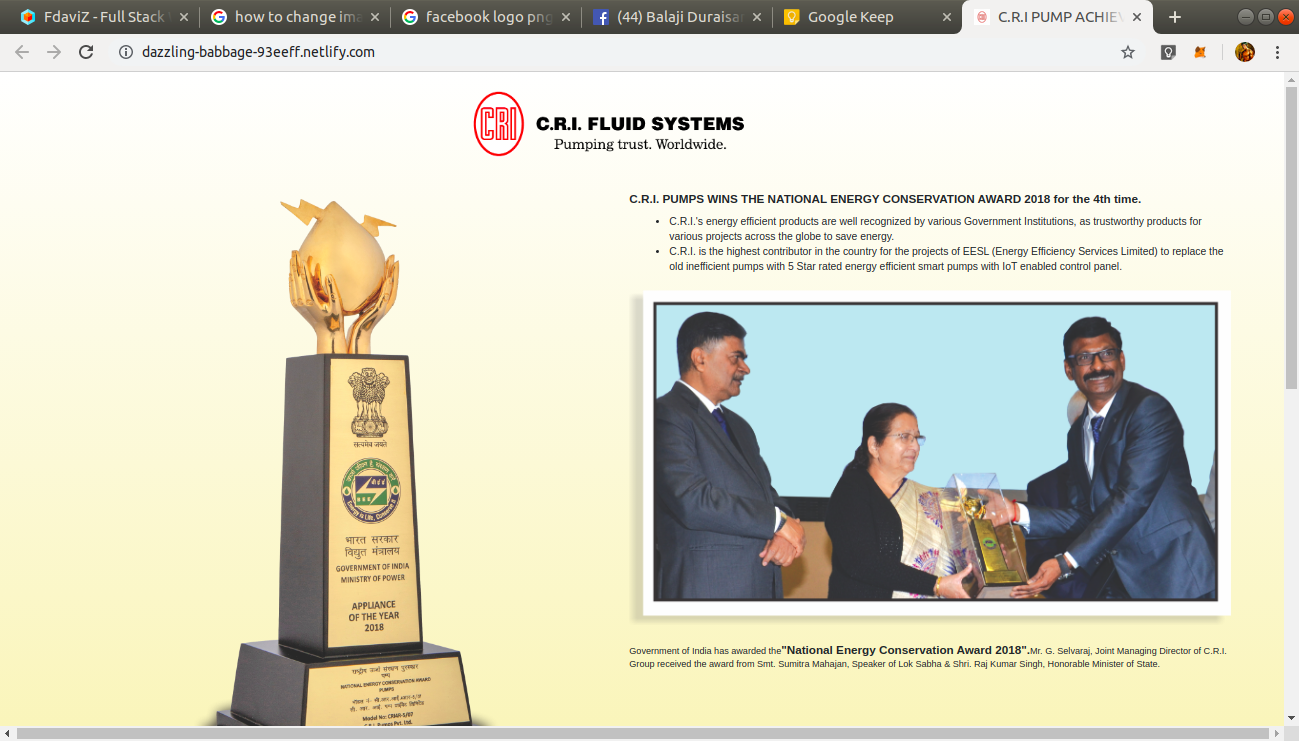 FdaviZ - Full Stack
how to change ima
facebook logo png
(44) Balaji Duraisa
Google Keep
C.R.I PUMP ACHIEV
dazzling-babbage-93eeff.netlify.com
CRI
C.R.I. FLUID SYSTEMS
Pumping trust. Worldwide.
C.R.I. PUMPS WINS THE NATIONAL ENERGY CONSERVATION AWARD 2018 for the 4th time.
C.R.I.'s energy efficient products are well recognized by various Government Institutions, as trustworthy products for
various projects across the globe to save energy.
C.R.I. is the highest contributor in the country for the projects of EESL (Energy Efficiency Services Limited) to replace the
old inefficient pumps with 5 Star rated energy efficient smart pumps with IoT enabled control panel.
सत्यमेव जयते
Energy is Life, Conserve it
भारत सरकार
विद्युत मंत्रालय
GOVERNMENT OF INDIA
MINISTRY OF POWER
APPLIANCE
OF THE YEAR
2018
राष्ट्रीय ऊर्जा संरक्षण पुरस्कार
पम्प
NATIONAL ENERGY CONSERVATION AWARD
PUMPS
Model No: CRI4R-5/07
C.R.I. Pumps Pvt. Ltd.
Government of India has awarded the"National Energy Conservation Award 2018".Mr. G. Selvaraj, Joint Managing Director of C.R.I.
Group received the award from Smt. Sumitra Mahajan, Speaker of Lok Sabha & Shri. Raj Kumar Singh, Honorable Minister of State.